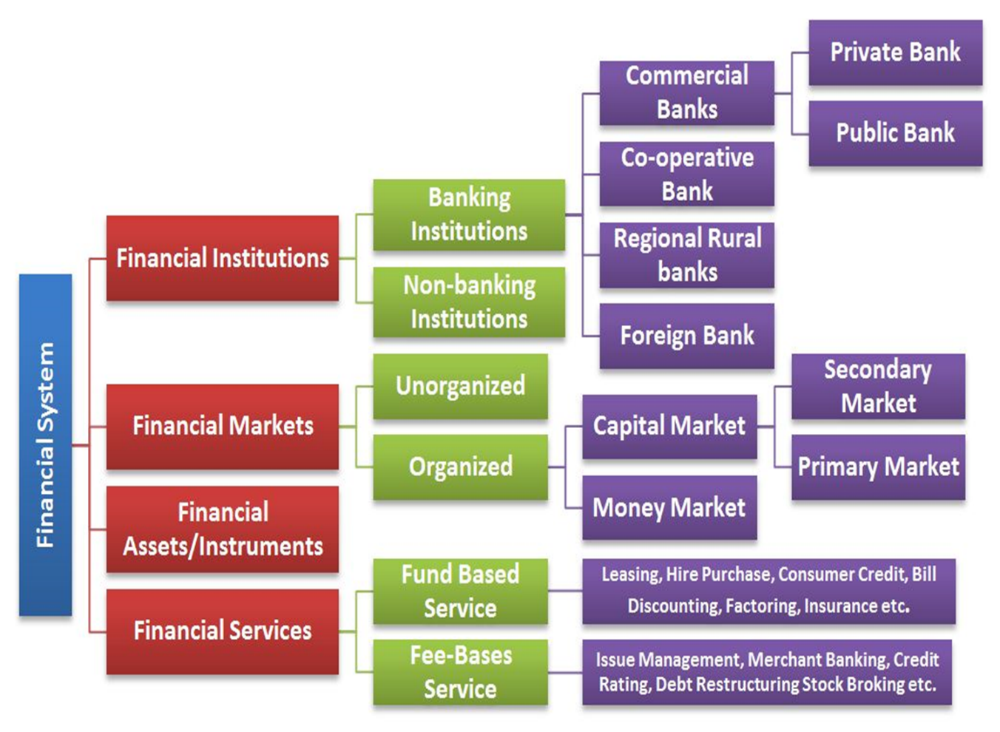 Financial System
Financial Institutions
Banking
Institutions
Commercial
Banks
Private Bank
Public Bank
Co-operative
Bank
Regional Rural
banks
Foreign Bank
Non-banking
Institutions
Financial Markets
Unorganized
Organized
Capital Market
Secondary
Market
Primary Market
Money Market
Financial
Assets/Instruments
Financial Services
Fund Based
Service
Leasing, Hire Purchase, Consumer Credit, Bill
Discounting, Factoring, Insurance etc.
Fee-Bases
Service
Issue Management, Merchant Banking, Credit
Rating, Debt Restructuring Stock Broking etc.